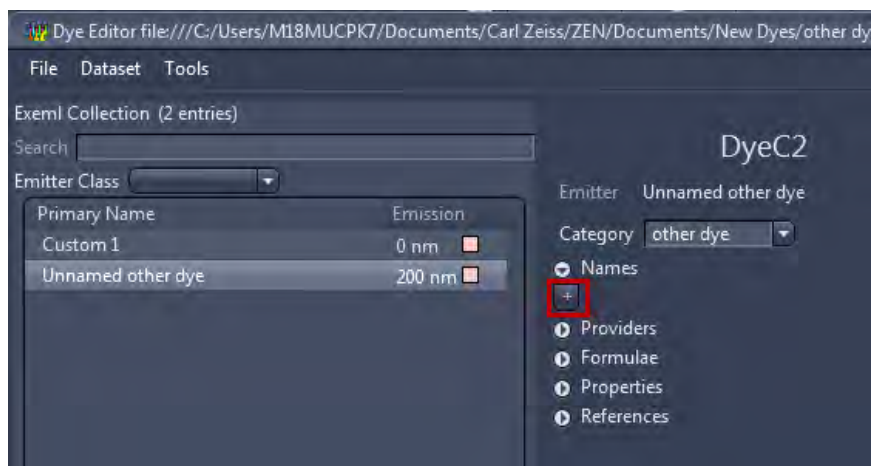 Dye Editor file:///C:/Users/M18MUCPK7/Documents/Carl Zeiss/ZEN/Documents/New Dyes/other dy
File Dataset Tools
Exeml Collection (2 entries)
Search
Emitter Class
Primary Name Emission
Custom 1 0 nm
Unnamed other dye 200 nm
DyeC2
Emitter Unnamed other dye
Category other dye
Names
+
Providers
Formulae
Properties
References